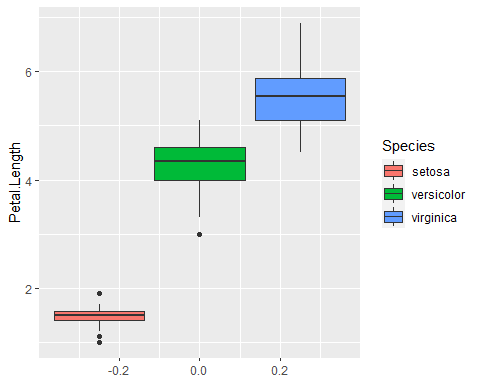 Petal.Length
6
4
2
-0.2
0.0
0.2
Species
setosa
versicolor
virginica